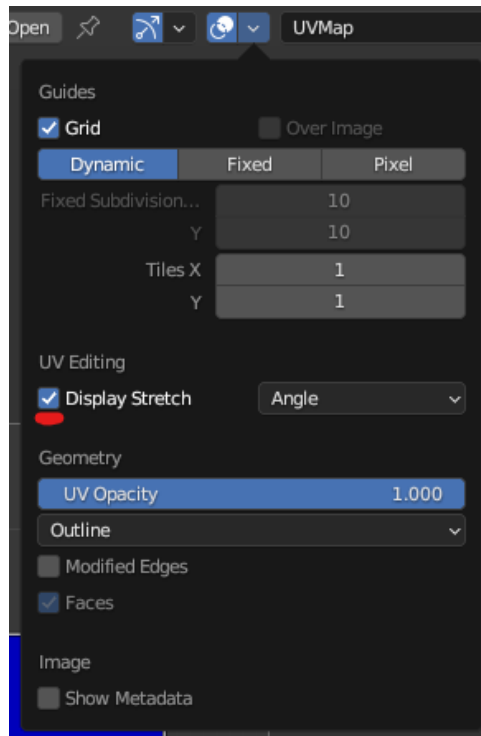 Open UVMap
Guides
Grid Over Image
Dynamic Fixed Pixel
Fixed Subdivision... 10
Y 10
Tiles X 1
Y 1
UV Editing
Display Stretch Angle
Geometry
UV Opacity 1.000
Outline
Modified Edges
Faces
Image
Show Metadata